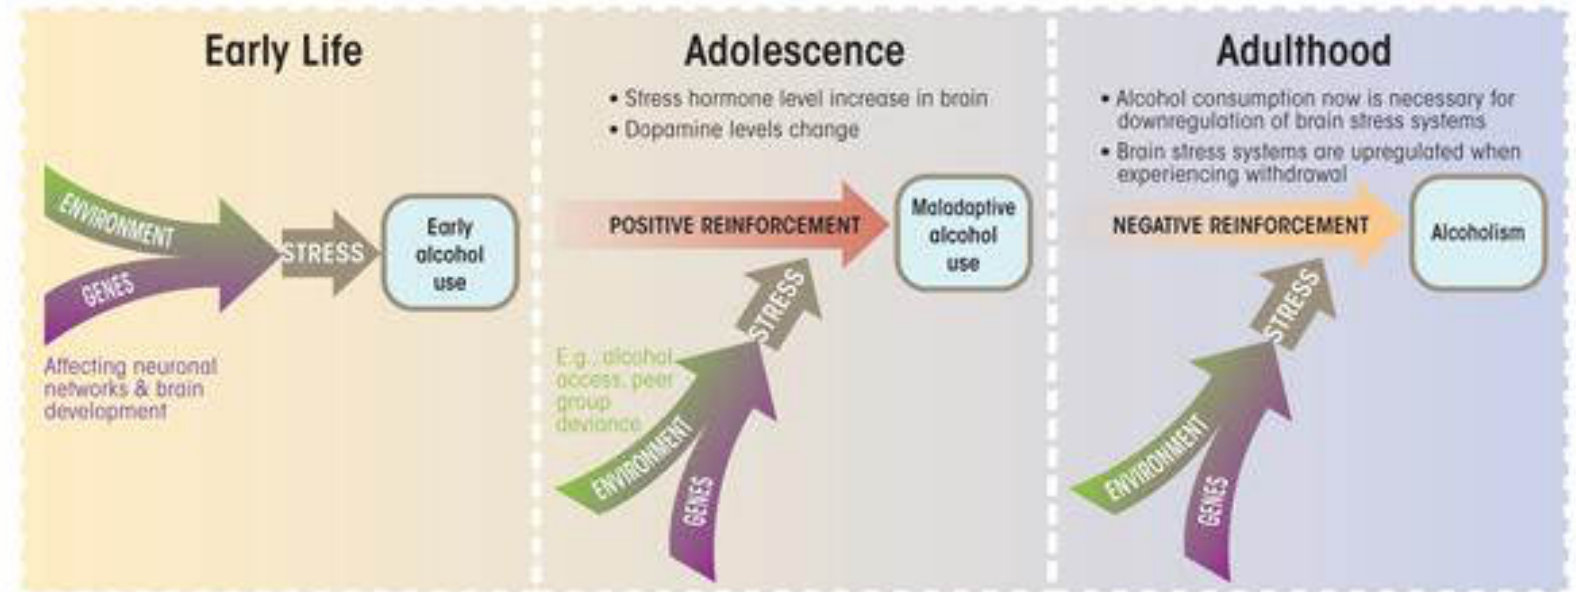 Early Life
ENVIRONMENT
GENES
STRESS
Early
alcohol
use
Affecting neuronal
networks & brain
development
Adolescence
• Stress hormone level increase in brain
• Dopamine levels change
POSITIVE REINFORCEMENT
Maladaptive
alcohol
use
STRESS
E.g., alcohol
access, peer
group
deviance
ENVIRONMENT
GENES
Adulthood
• Alcohol consumption now is necessary for
downregulation of brain stress systems
• Brain stress systems are upregulated when
experiencing withdrawal
NEGATIVE REINFORCEMENT
Alcoholism
STRESS
ENVIRONMENT
GENES